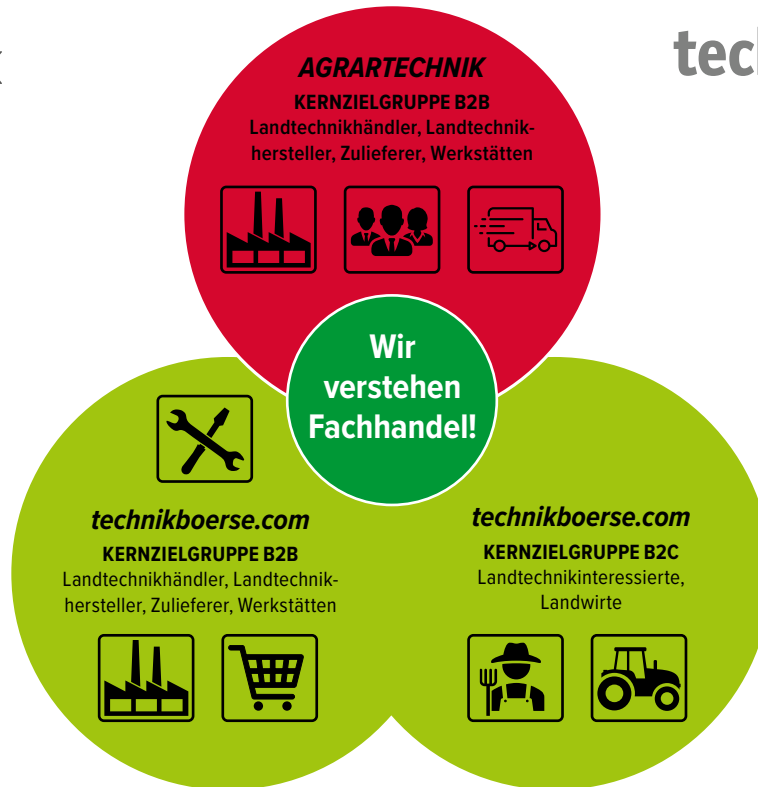 tech
AGRARTECHNIK
KERNZIELGRUPPE B2B
Landtechnikhändler, Landtechnik-
hersteller, Zulieferer, Werkstätten
Wir
verstehen
Fachhandel!
technikboerse.com
KERNZIELGRUPPE B2B
Landtechnikhändler, Landtechnik-
hersteller, Zulieferer, Werkstätten
technikboerse.com
KERNZIELGRUPPE B2C
Landtechnikinteressierte,
Landwirte